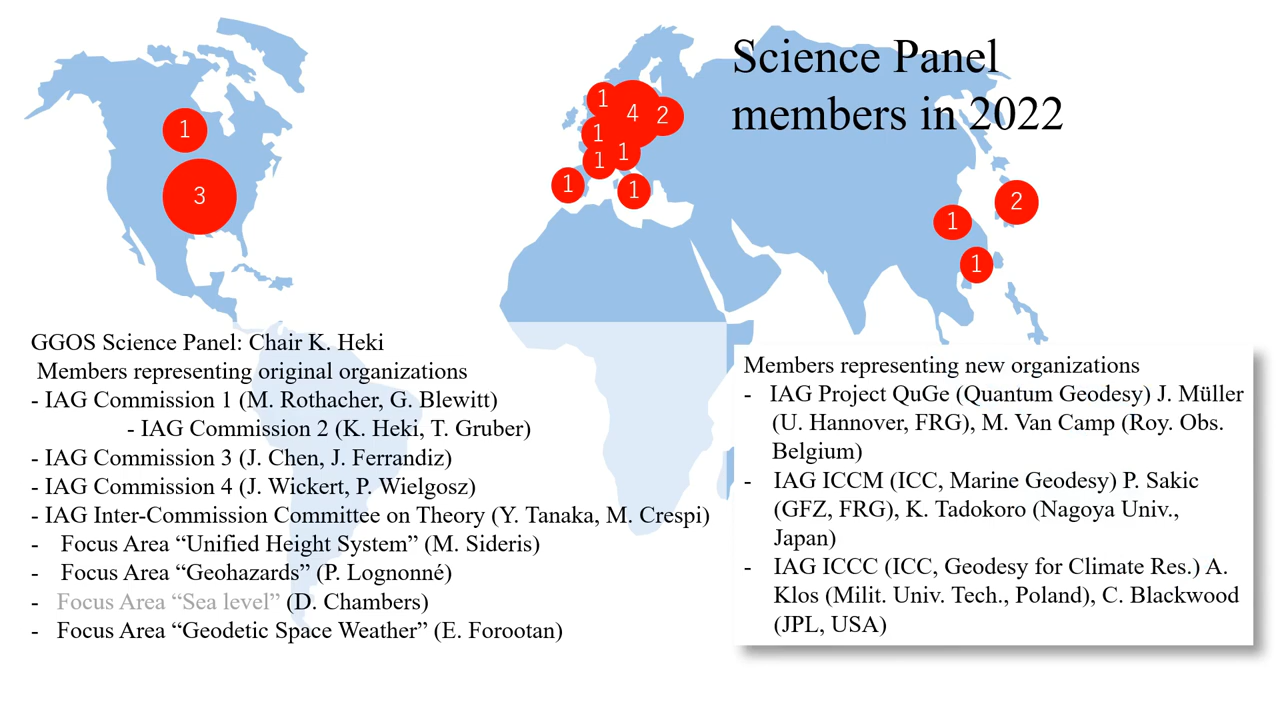 Science Panel
members in 2022
1
3
1
4
2
1
1
1
1
1
1
2
1
GGOS Science Panel: Chair K. Heki
Members representing original organizations
- IAG Commission 1 (M. Rothacher, G. Blewitt)
- IAG Commission 2 (K. Heki, T. Gruber)
- IAG Commission 3 (J. Chen, J. Ferrandiz)
- IAG Commission 4 (J. Wickert, P. Wielgosz)
- IAG Inter-Commission Committee on Theory (Y. Tanaka, M. Crespi)
- Focus Area “Unified Height System” (M. Sideris)
- Focus Area “Geohazards” (P. Lognonné)
- Focus Area “Sea level” (D. Chambers)
- Focus Area “Geodetic Space Weather” (E. Forootan)
Members representing new organizations
- IAG Project QuGe (Quantum Geodesy) J. Müller
(U. Hannover, FRG), M. Van Camp (Roy. Obs.
Belgium)
- IAG ICCM (ICC, Marine Geodesy) P. Sakic
(GFZ, FRG), K. Tadokoro (Nagoya Univ.,
Japan)
- IAG ICCC (ICC, Geodesy for Climate Res.) A.
Klos (Milit. Univ. Tech., Poland), C. Blackwood
(JPL, USA)